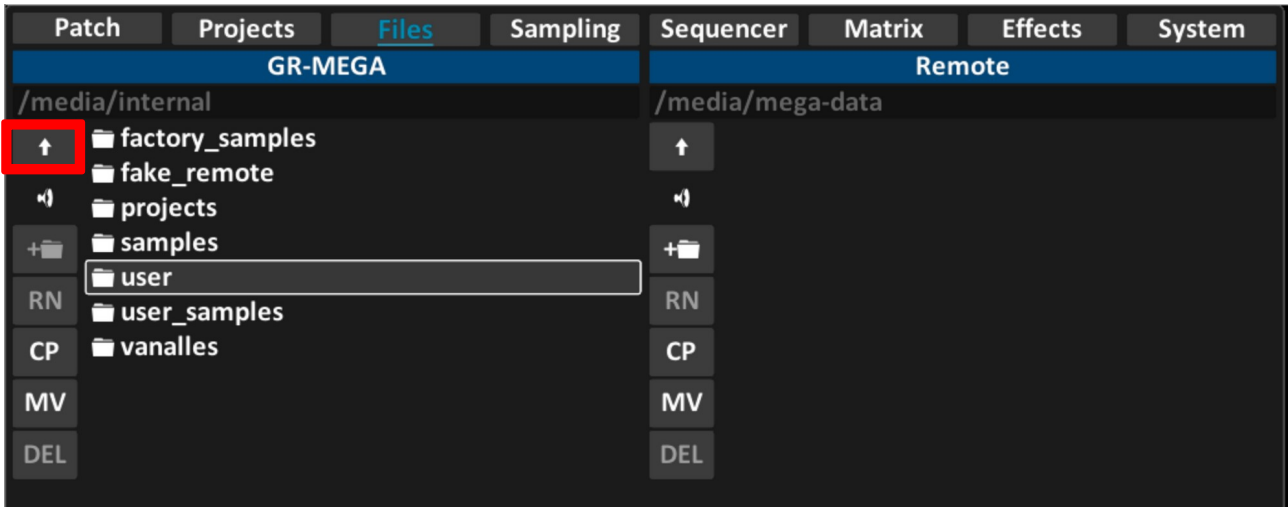 Patch Projects Files Sampling Sequencer Matrix Effects System
GR-MEGA
/media/internal
factory_samples
fake_remote
projects
samples
+
user
RN
user_samples
CP
vanalles
MV
DEL
Remote
/media/mega-data
+
RN
CP
MV
DEL